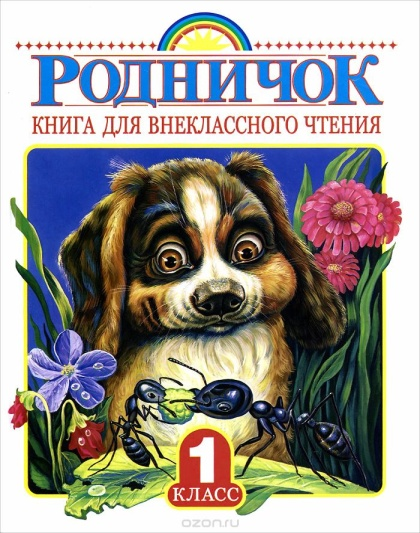 РОДНИЧОК
КНИГА ДЛЯ ВНЕКЛАССНОГО ЧТЕНИЯ
1
КЛАСС
ozon.ru